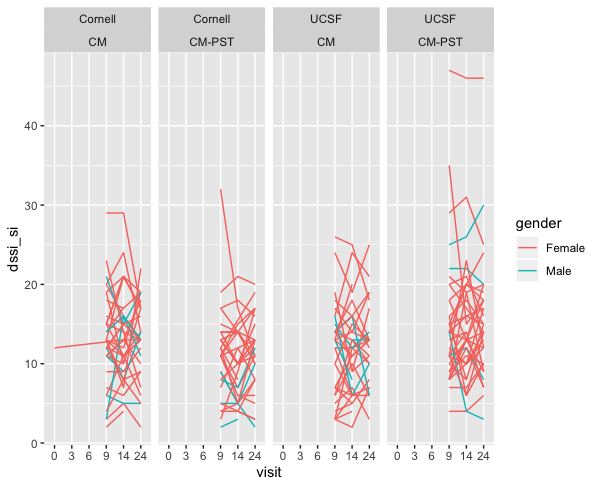 Cornell Cornell UCSF UCSF
CM CM-PST CM CM-PST
40
30
20
10
0
dssi_si
0 3 6 9 14 24 0 3 6 9 14 24 0 3 6 9 14 24 0 3 6 9 14 24
visit
gender
Female
Male